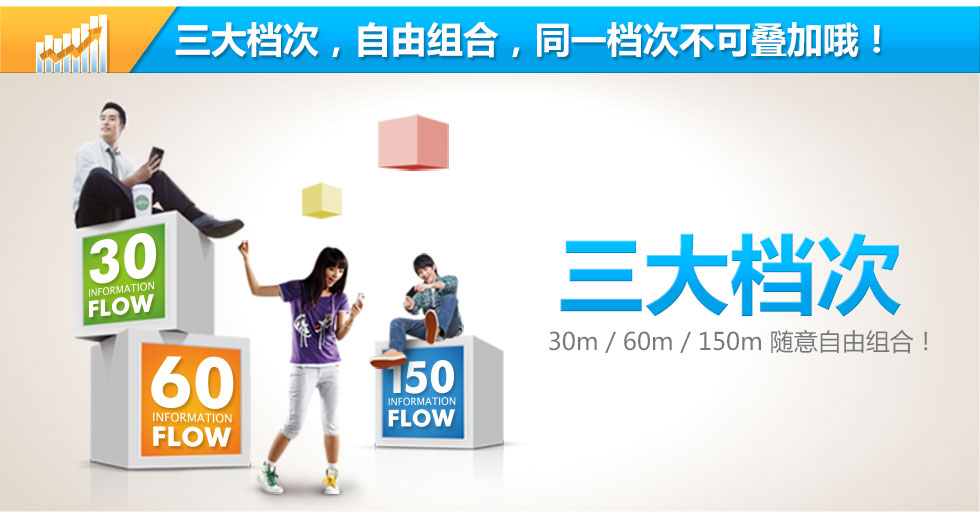 三大档次，自由组合，同一档次不可叠加哦！
30
INFORMATION
FLOW
60
INFORMATION
FLOW
150
INFORMATION
FLOW
三大档次
30m / 60m / 150m 随意自由组合！